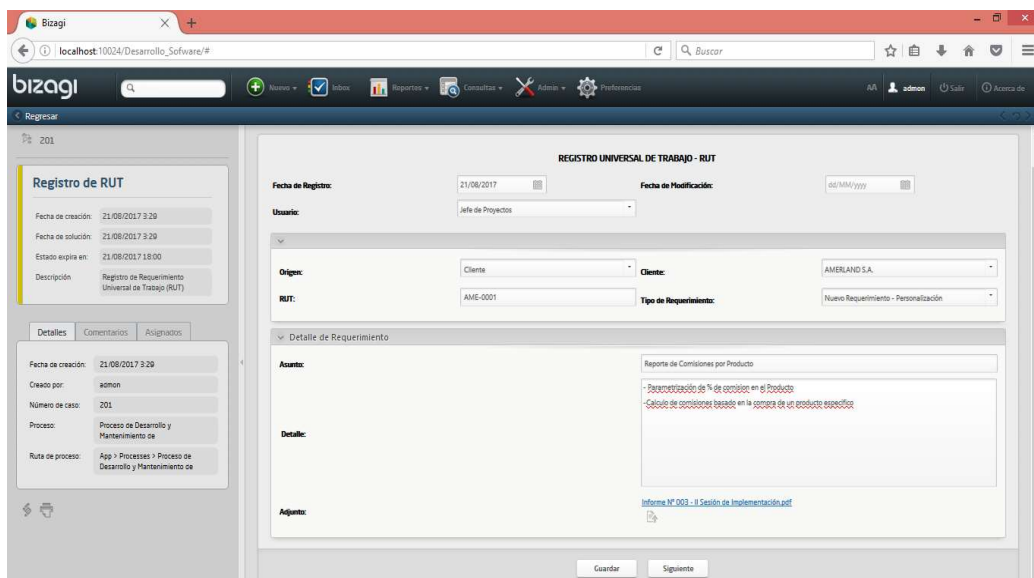 Bizagi
localhost:10024/Desarrollo_Sofware/#
Buscar
bizagi
Nuevo
Inbox
Reportes
Consultas
Admin
Preferencias
AA
admon
Salir
Acerca de
Regresar
201
Registro de RUT
Fecha de creación: 21/08/2017 3:29
Fecha de solución: 21/08/2017 3:29
Estado expira en: 21/08/2017 18:00
Descripción Registro de Requerimiento
Universal de Trabajo (RUT)
Detalles Comentarios Asignados
Fecha de creación: 21/08/2017 3:29
Creado por: admon
Número de caso: 201
Proceso: Proceso de Desarrollo y
Mantenimiento de
Ruta de proceso: App > Processes > Proceso de
Desarrollo y Mantenimiento de
REGISTRO UNIVERSAL DE TRABAJO - RUT
Fecha de Registro: 21/08/2017 Fecha de Modificación: dd/MM/yyyy
Usuario: Jefe de Proyectos
Origen: Cliente Cliente: AMERLAND S.A.
RUT: AME-0001 Tipo de Requerimiento: Nuevo Requerimiento - Personalización
Detalle de Requerimiento
Asunto: Reporte de Comisiones por Producto
Detalle:
- Parametrización de % de comision en el Producto
-Calculo de comisiones basado en la compra de un producto especifico
Adjunto: Informe N° 003 - II Sesión de Implementación.pdf
Guardar Siguiente